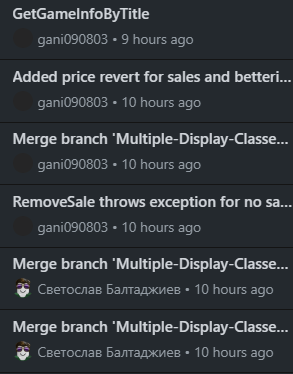 GetGameInfoByTitle
gani090803 • 9 hours ago
Added price revert for sales and betteri...
gani090803 • 10 hours ago
Merge branch 'Multiple-Display-Classe...
gani090803 • 10 hours ago
RemoveSale throws exception for no sa...
gani090803 • 10 hours ago
Merge branch 'Multiple-Display-Classe...
Светослав Балтаджиев • 10 hours ago
Merge branch 'Multiple-Display-Classe...
Светослав Балтаджиев • 10 hours ago